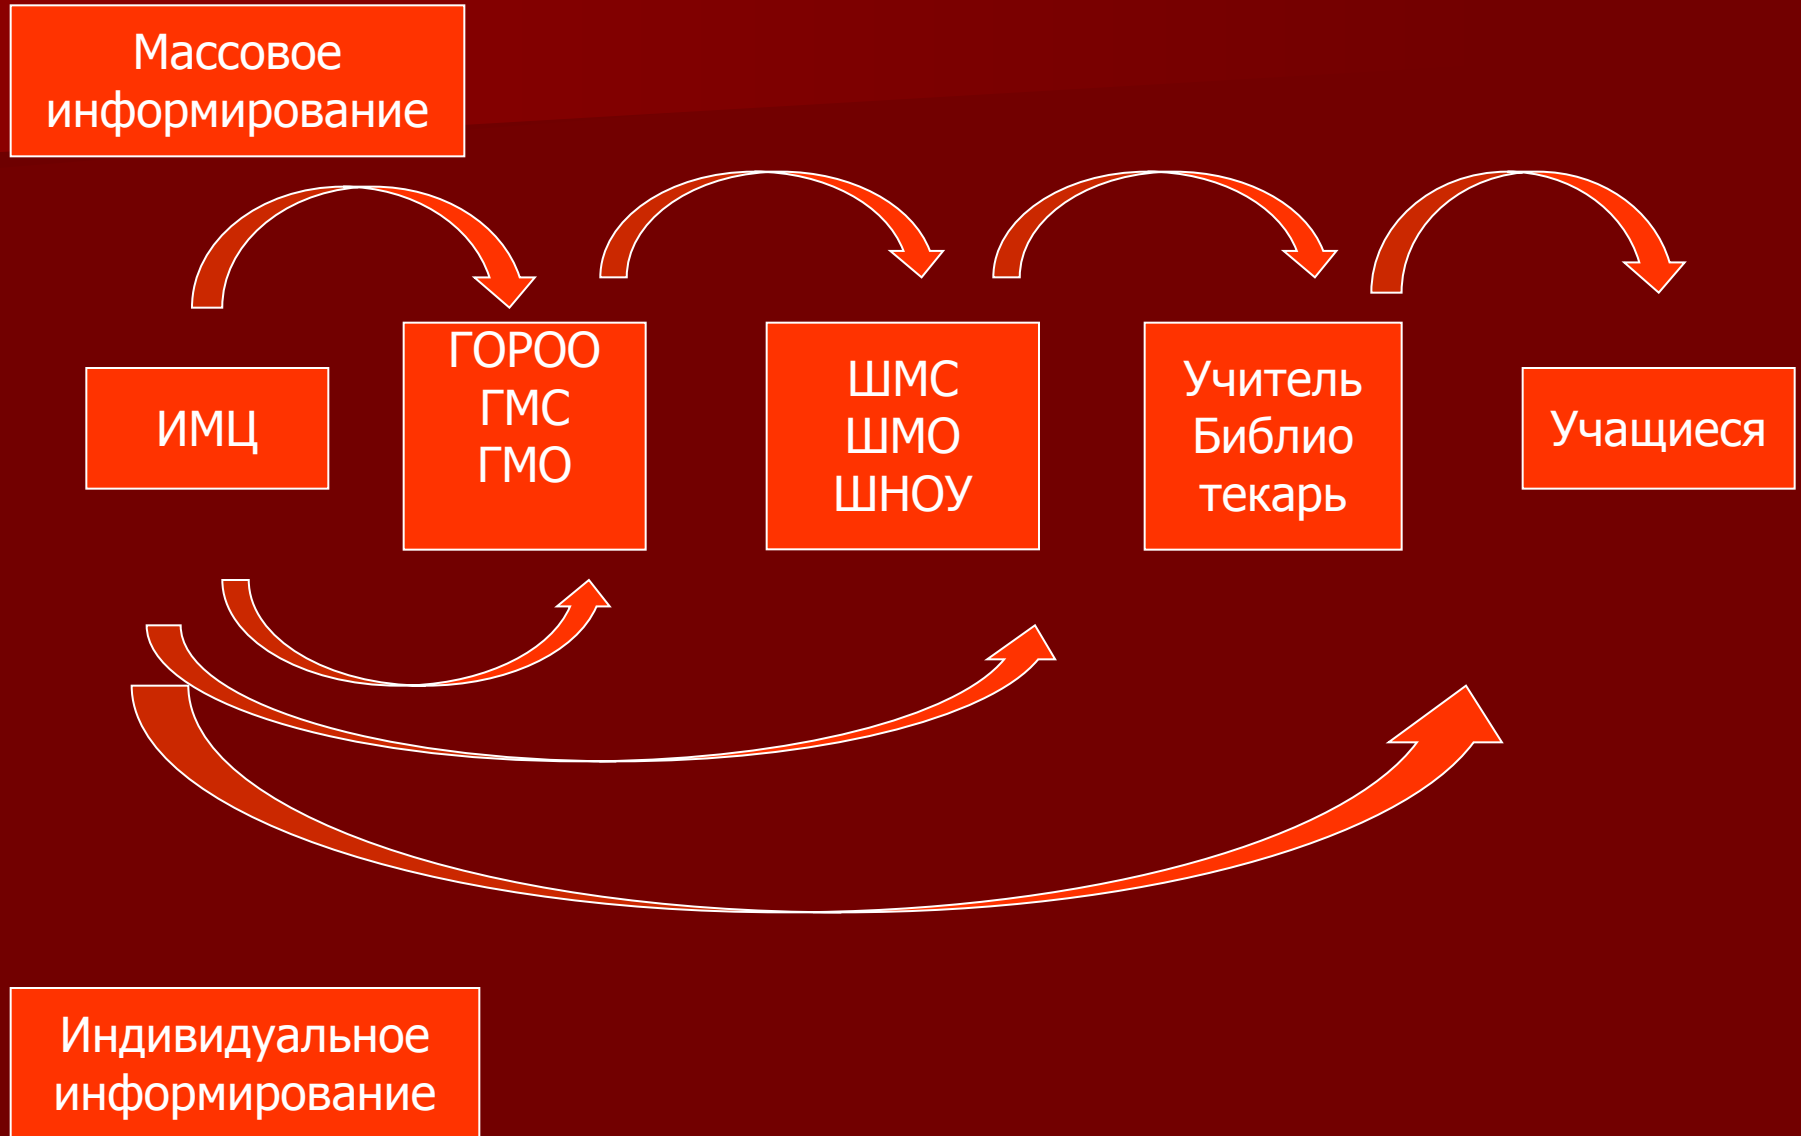 Массовое
информирование
ИМЦ
ГОРОО
ГМС
ГМО
ШМС
ШМО
ШНОУ
Учитель
Библио
текарь
Учащиеся
Индивидуальное
информирование